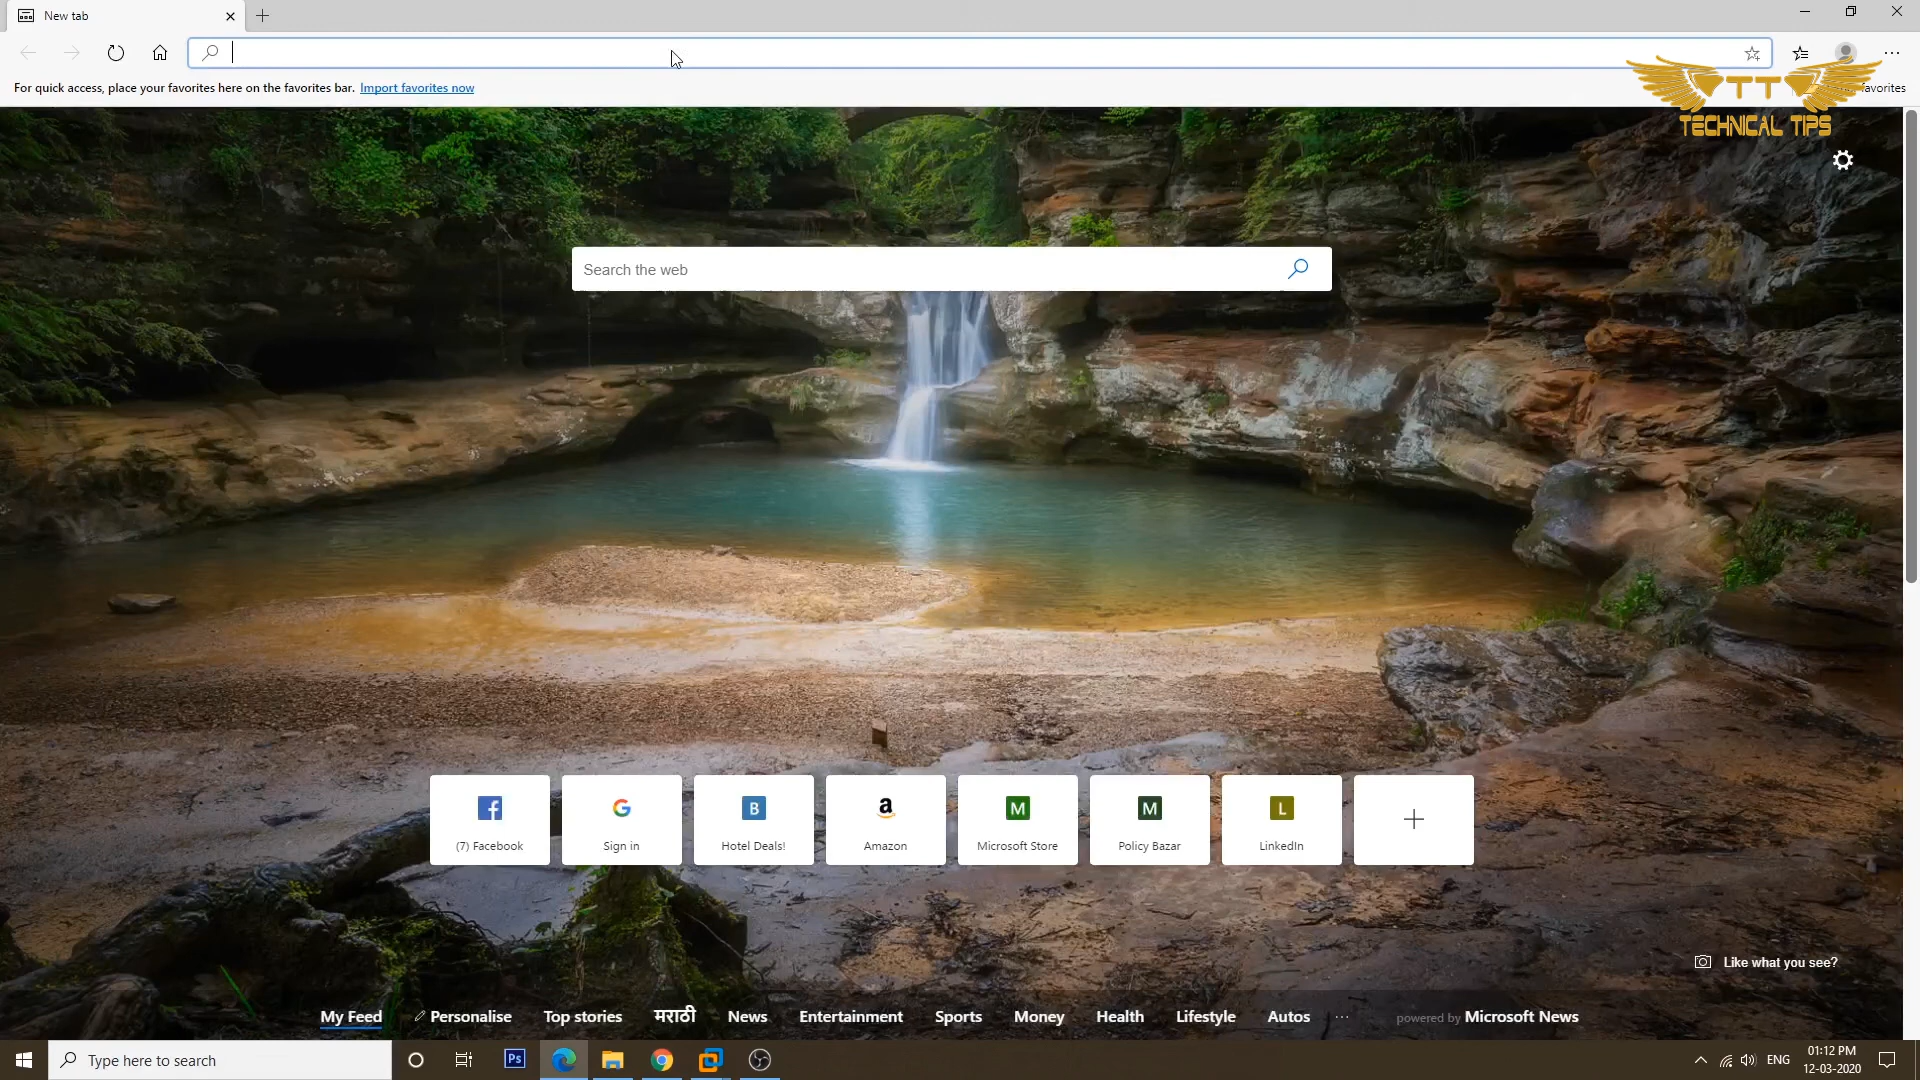 New tab
For quick access, place your favorites here on the favorites bar. Import favorites now
avorites
TT
TECHNICAL TIPS
Search the web
f
G
B
a
M
M
L
(7) Facebook
Sign in
Hotel Deals!
Amazon
Microsoft Store
Policy Bazar
LinkedIn
Like what you see?
My Feed
Personalise
Top stories
मराठी
News
Entertainment
Sports
Money
Health
Lifestyle
Autos
...
powered by Microsoft News
Type here to search
Ps
ENG
01:12 PM
12-03-2020